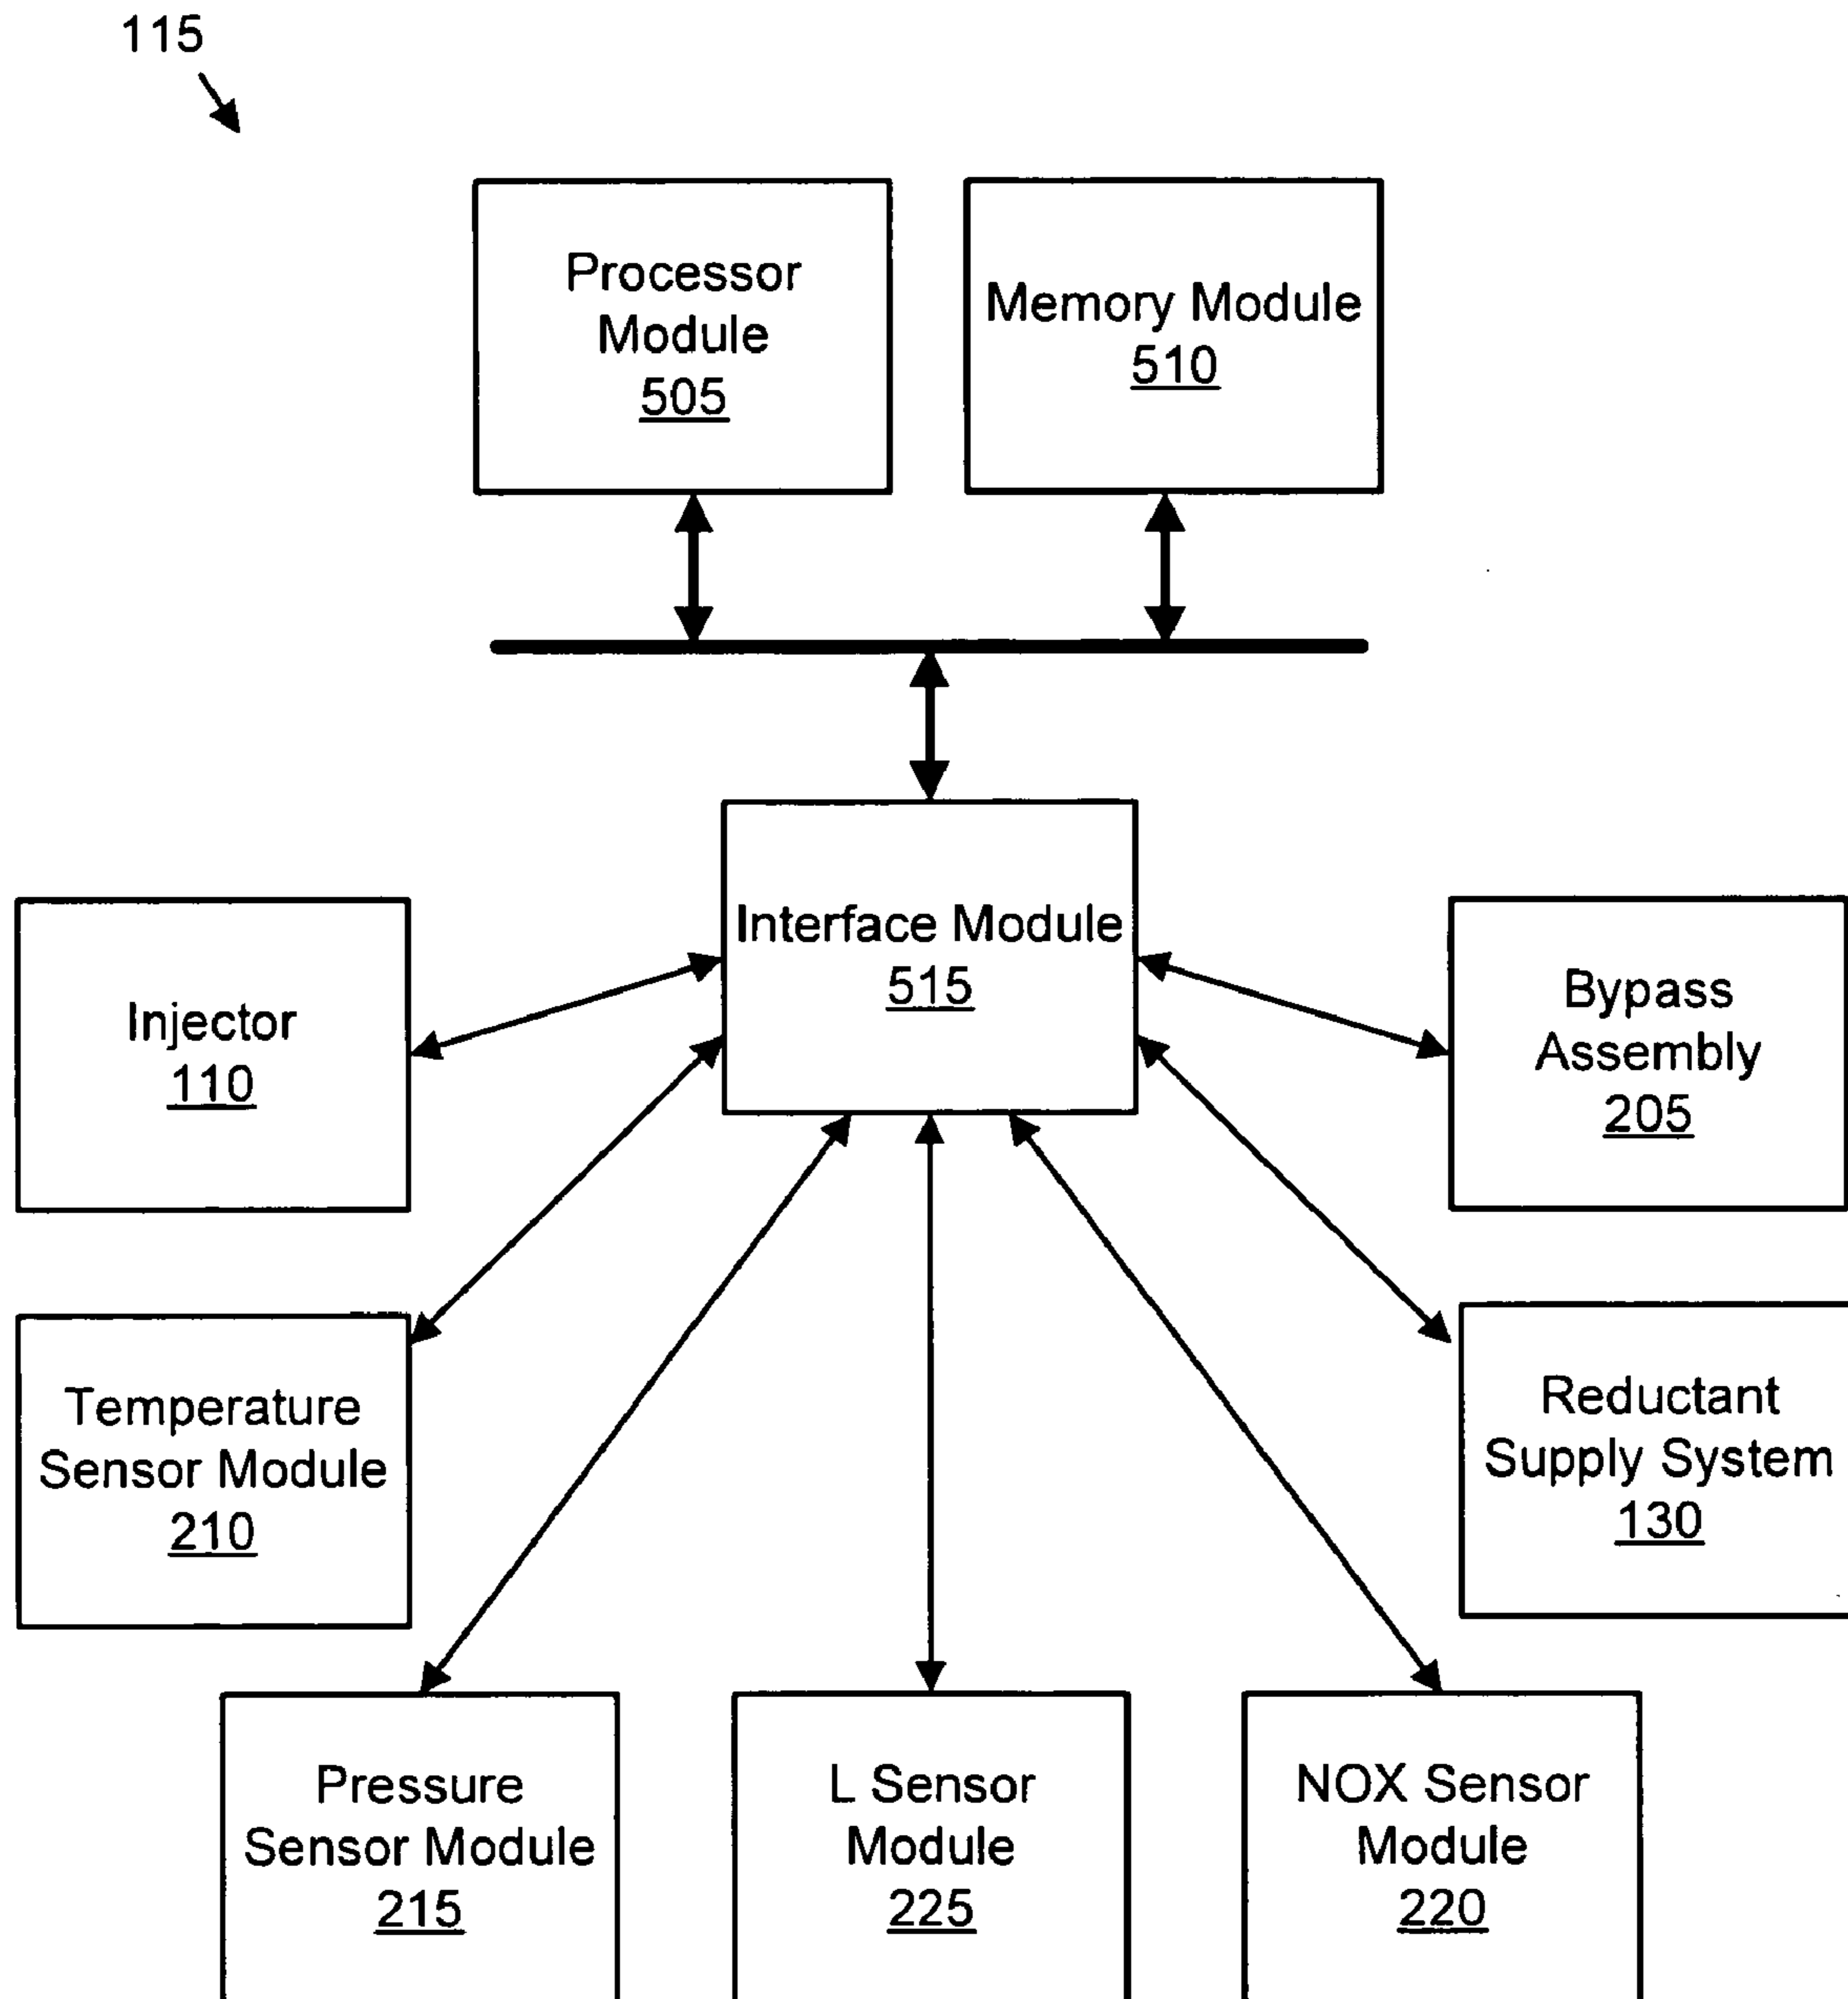 115
Processor
Module
505
Memory Module
510
Interface Module
515
Injector
110
Bypass
Assembly
205
Temperature
Sensor Module
210
Reductant
Supply System
130
Pressure
Sensor Module
215
L Sensor
Module
225
NOX Sensor
Module
220